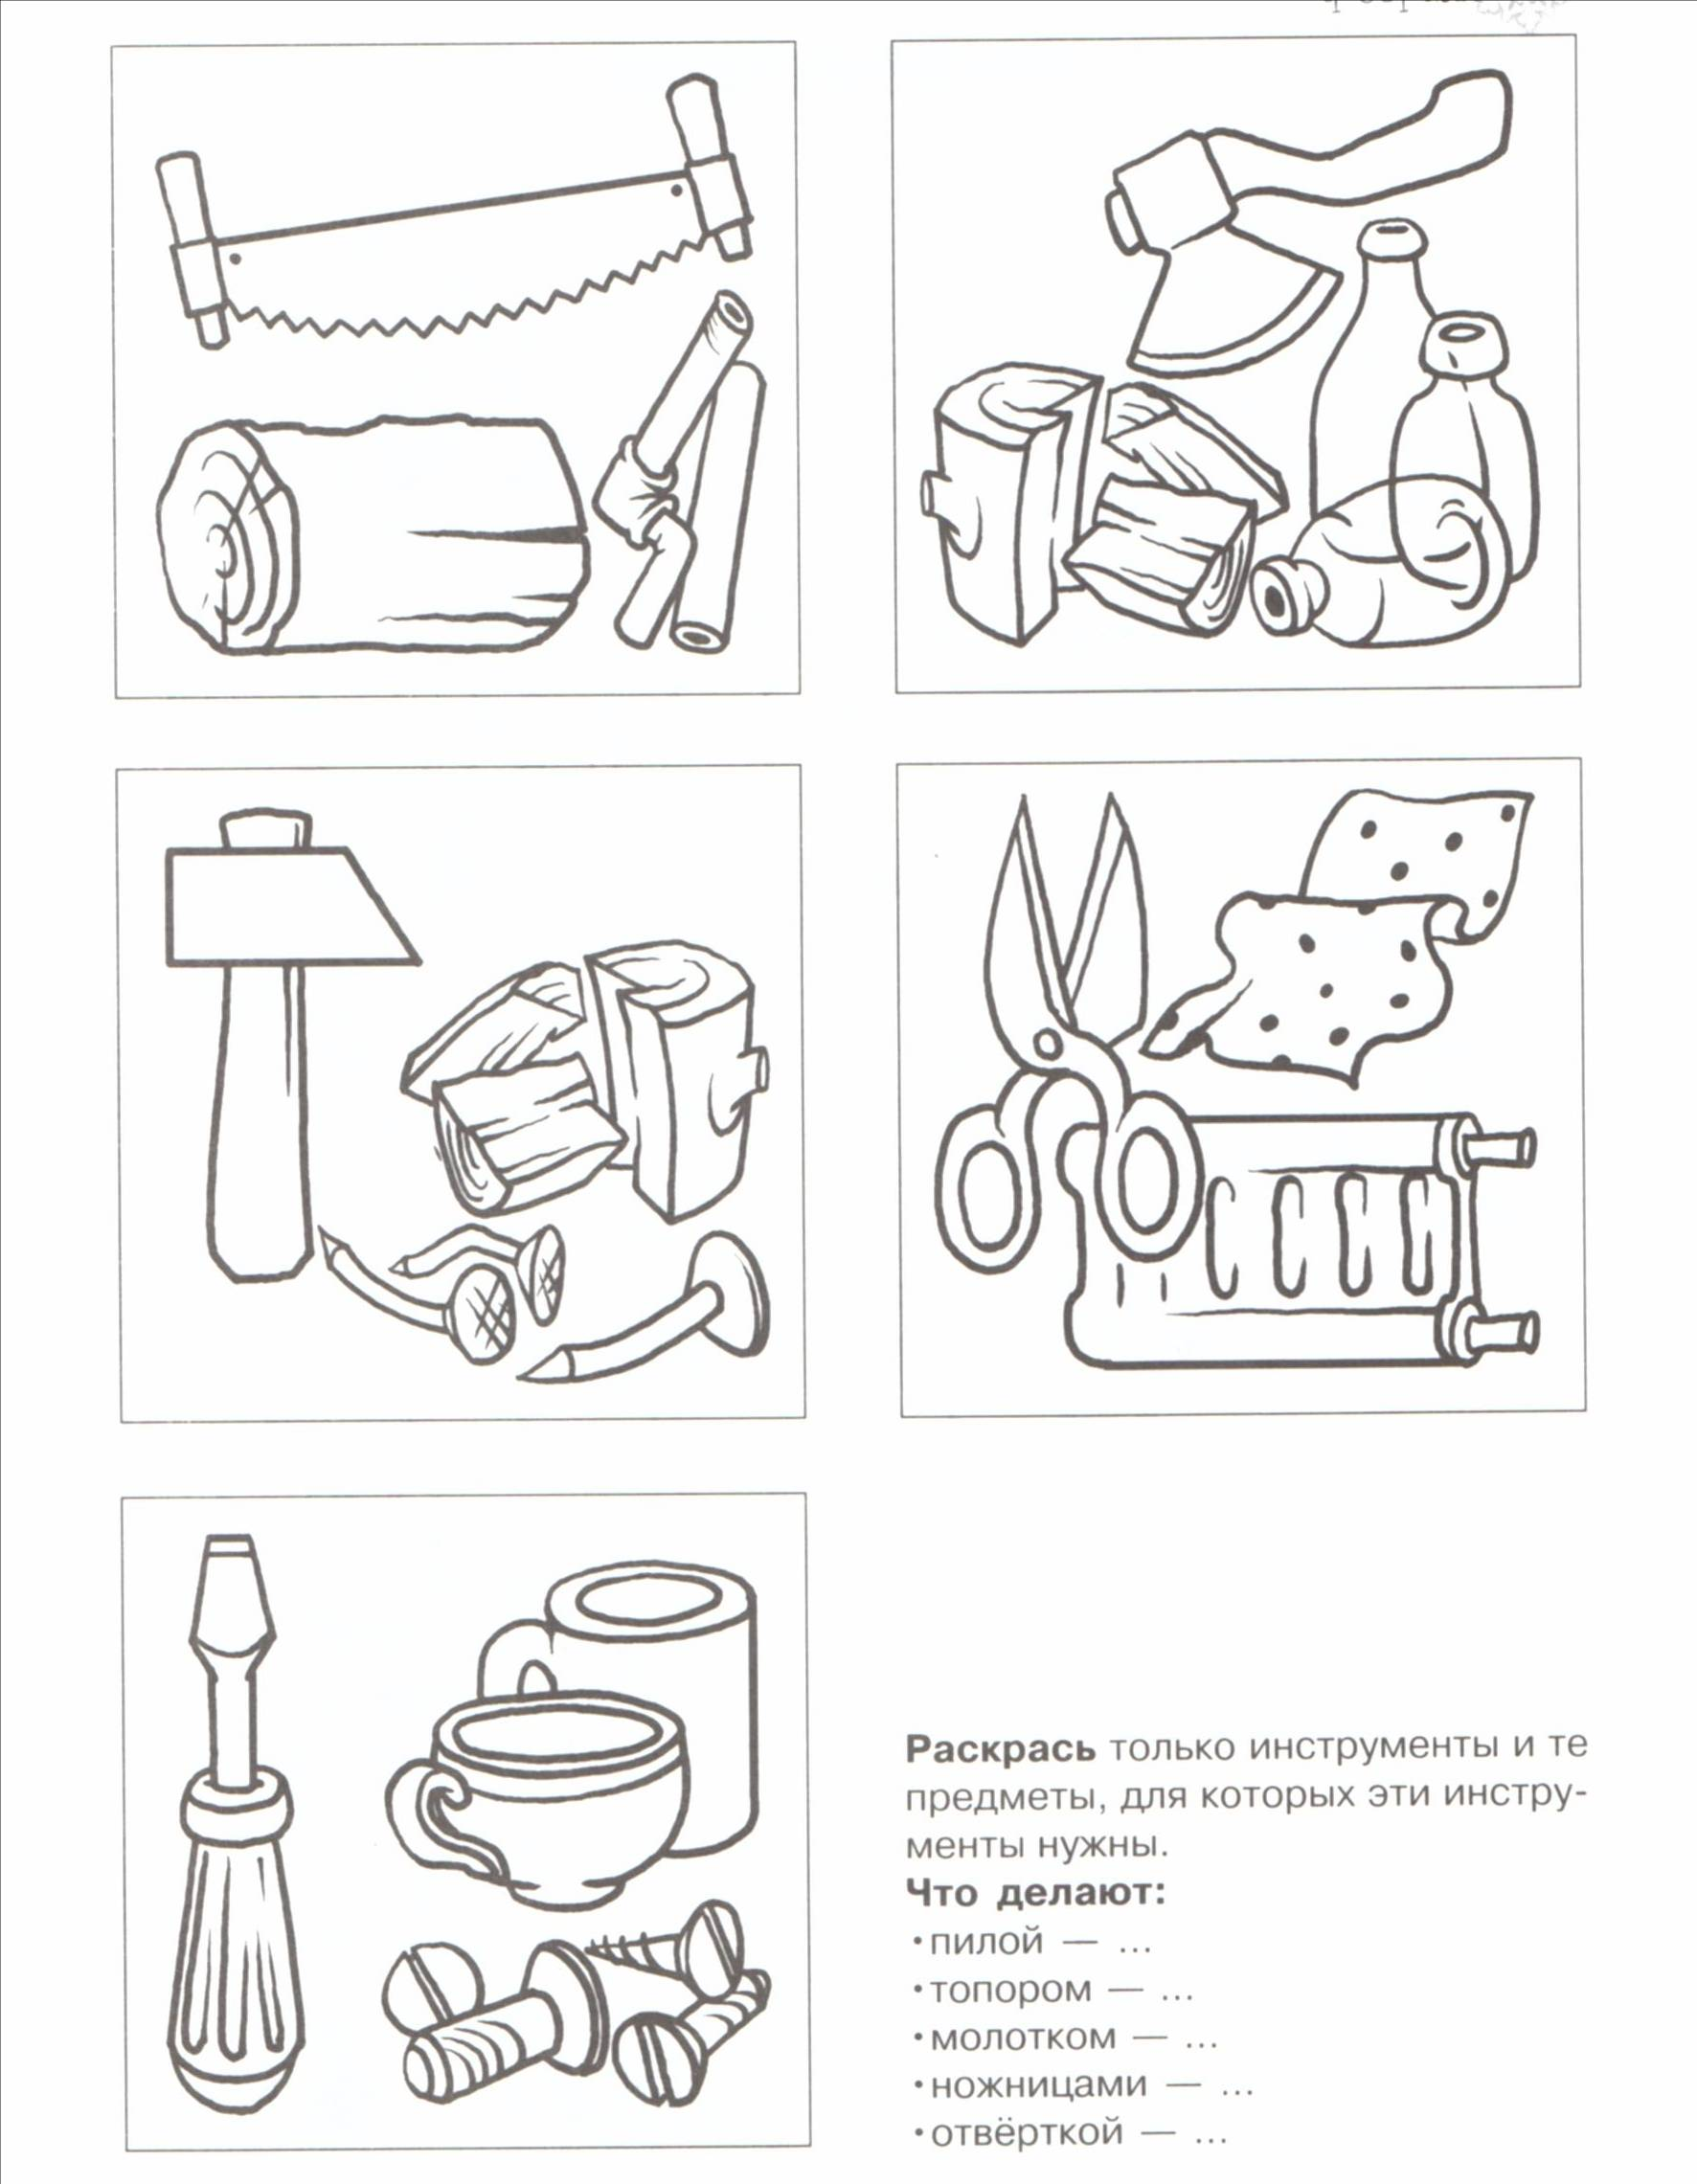 Раскрась только инструменты и те
предметы, для которых эти инстру-
менты нужны.
Что делают:
• пилой — ...
• топором — ...
• молотком — ...
• ножницами — ...
• отвёрткой — ...